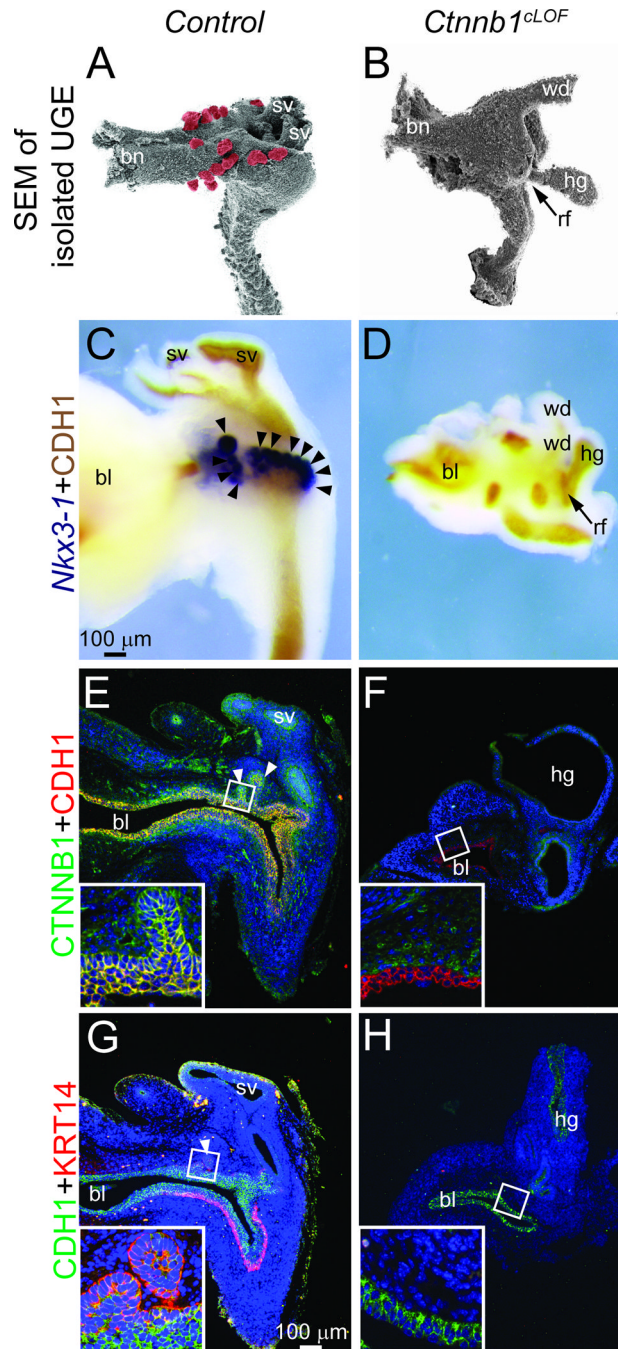 Control
Ctnnb1cLOF
SEM of
isolated UGE
A
sv
sv
bn
B
wd
bn
hg
rf
Nkx3-1+CDH1
C
sv
sv
bl
100 µm
D
wd
wd
hg
bl
rf
CTNNB1+CDH1
E
sv
bl
F
hg
bl
CDH1+KRT14
G
sv
bl
100 µm
H
hg
bl